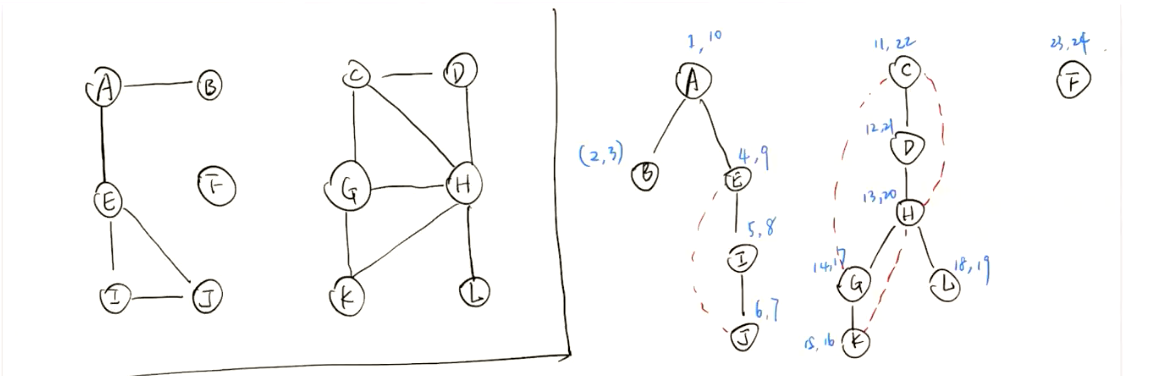 1, 10
11, 22
23, 24
A B
C D
A
C
F
12, 21
D
(2, 3)
B
4, 9
E
E
F
G H
13, 20
H
5, 8
I
14, 17
G
18, 19
L
I J
K L
6, 7
J
15, 16
K